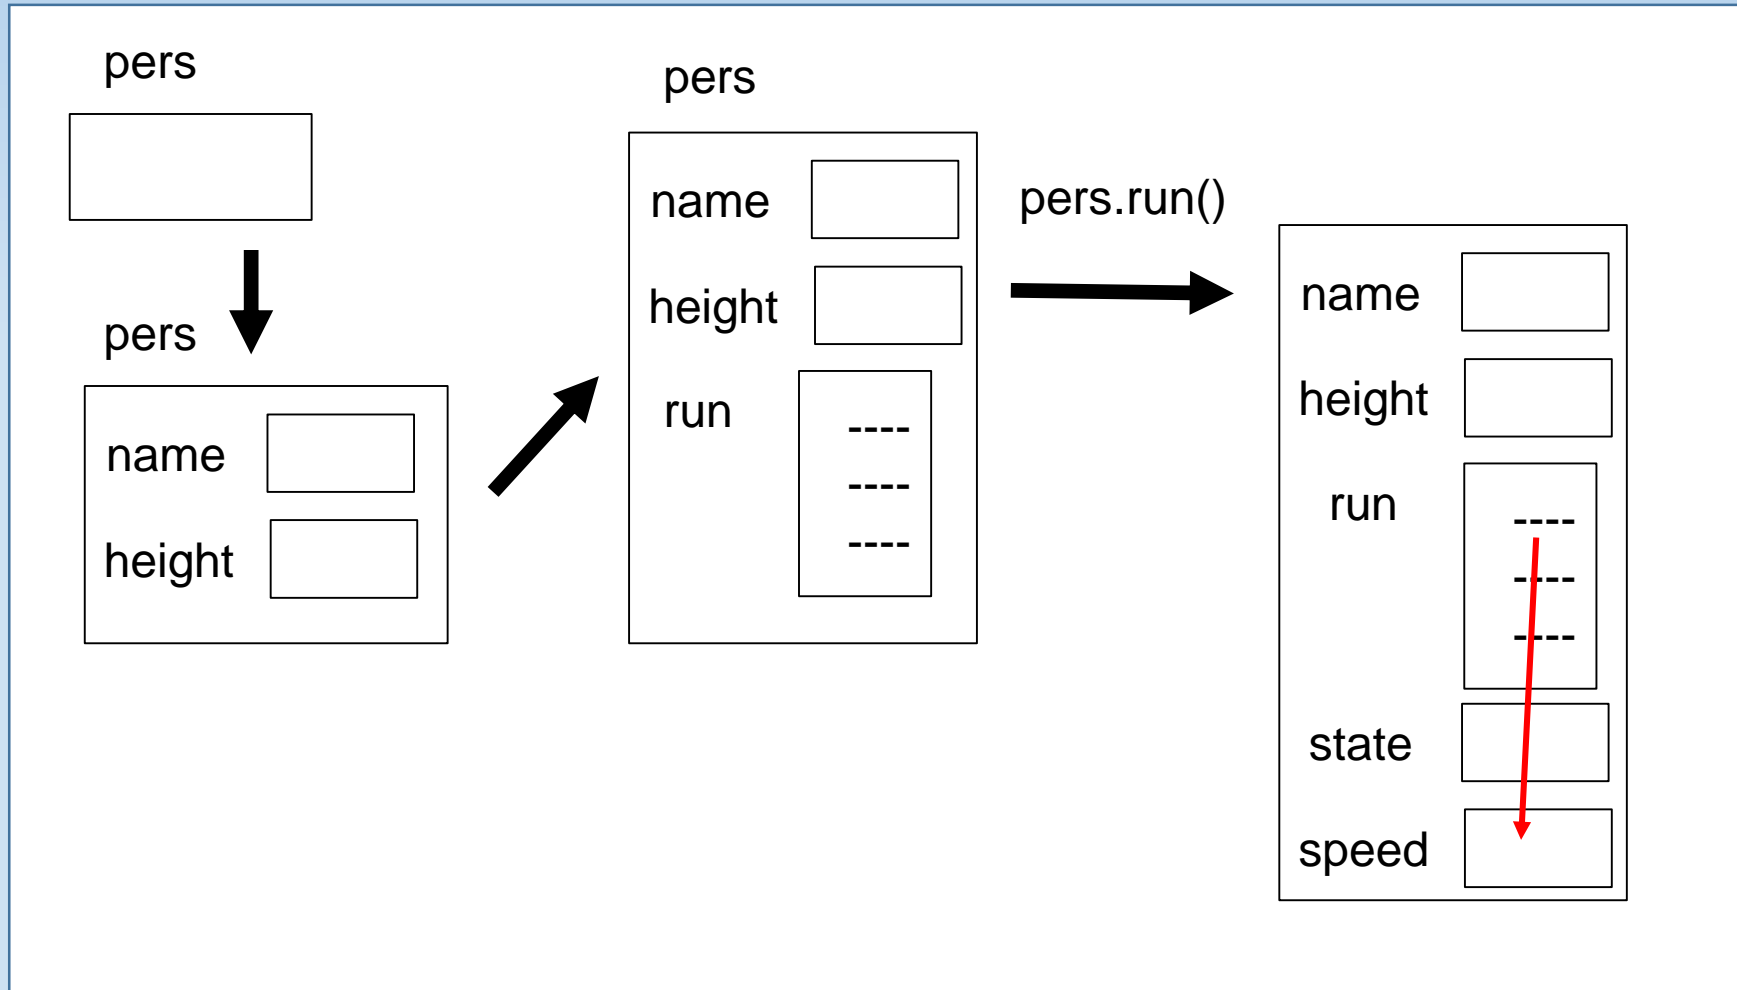 pers
pers
name
height
pers
name
height
run
----
----
----
pers.run()
name
height
run
----
----
----
state
speed